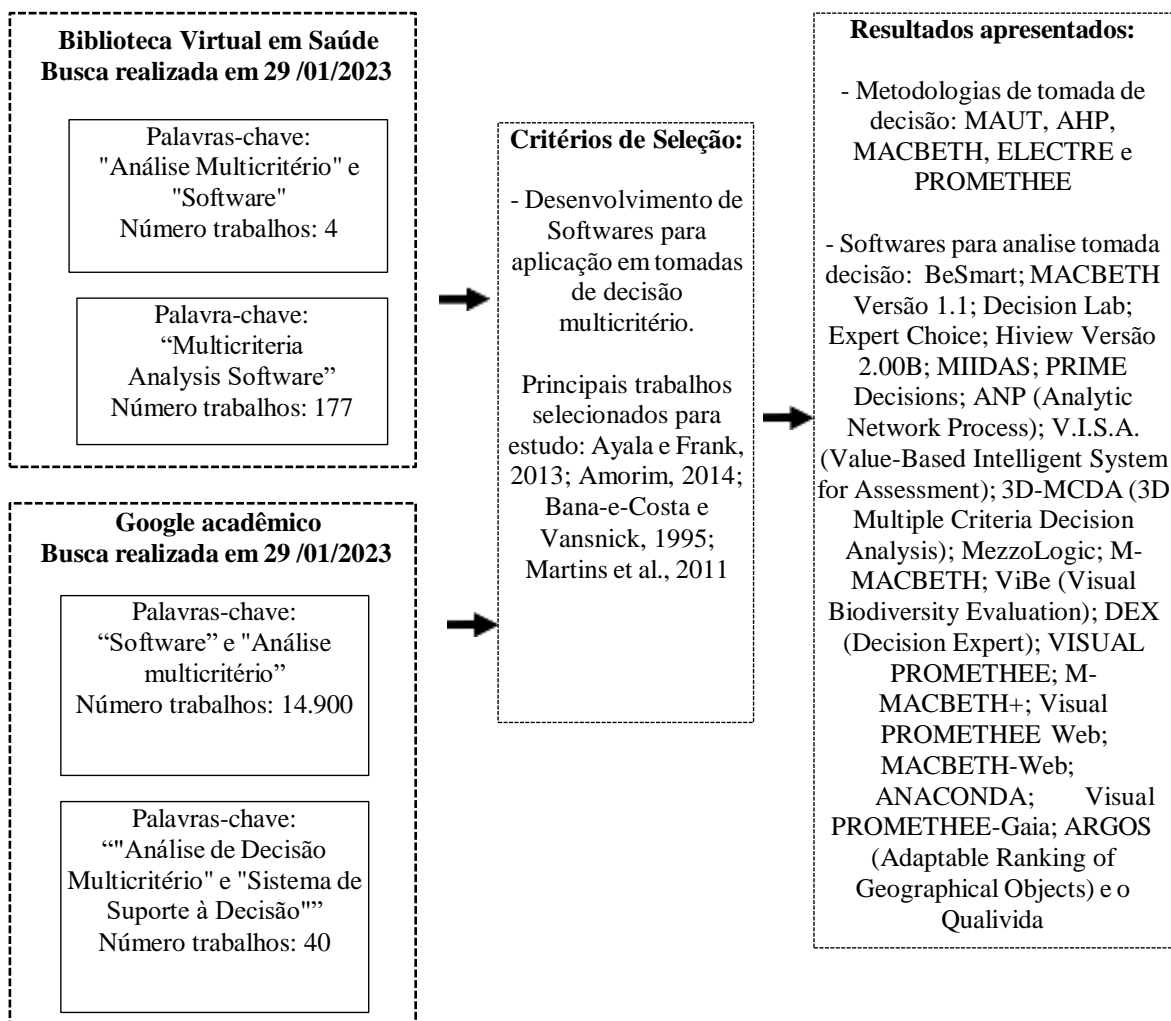 Biblioteca Virtual em Saúde
Busca realizada em 29 /01/2023
Palavras-chave:
"Análise Multicritério" e
"Software"
Número trabalhos: 4
Palavra-chave:
“Multicriteria
Analysis Software”
Número trabalhos: 177
Google acadêmico
Busca realizada em 29 /01/2023
Palavras-chave:
“Software” e "Análise
multicritério”
Número trabalhos: 14.900
Palavras-chave:
“"Análise de Decisão
Multicritério" e "Sistema de
Suporte à Decisão"”
Número trabalhos: 40
Critérios de Seleção:
- Desenvolvimento de
Softwares para
aplicação em tomadas
de decisão
multicritério.
Principais trabalhos
selecionados para
estudo: Ayala e Frank,
2013; Amorim, 2014;
Bana-e-Costa e
Vansnick, 1995;
Martins et al., 2011
Resultados apresentados:
- Metodologias de tomada de
decisão: MAUT, AHP,
MACBETH, ELECTRE e
PROMETHEE
- Softwares para analise tomada
decisão: BeSmart; MACBETH
Versão 1.1; Decision Lab;
Expert Choice; Hiview Versão
2.00B; MIIDAS; PRIME
Decisions; ANP (Analytic
Network Process); V.I.S.A.
(Value-Based Intelligent System
for Assessment); 3D-MCDA (3D
Multiple Criteria Decision
Analysis); MezzoLogic; M-
MACBETH; ViBe (Visual
Biodiversity Evaluation); DEX
(Decision Expert); VISUAL
PROMETHEE; M-
MACBETH+; Visual
PROMETHEE Web;
MACBETH-Web;
ANACONDA; Visual
PROMETHEE-Gaia; ARGOS
(Adaptable Ranking of
Geographical Objects) e o
Qualivida